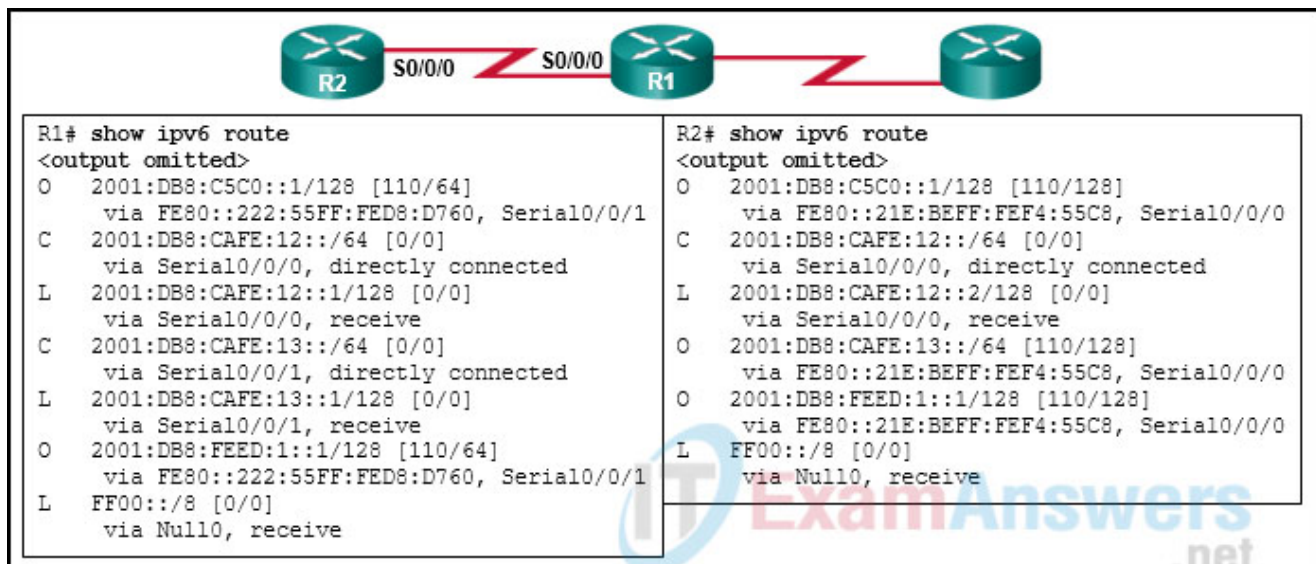 R2
S0/0/0
S0/0/0
R1
R1# show ipv6 route
<output omitted>
O 2001:DB8:C5C0::1/128 [110/64]
via FE80::222:55FF:FED8:D760, Serial0/0/1
C 2001:DB8:CAFE:12::/64 [0/0]
via Serial0/0/0, directly connected
L 2001:DB8:CAFE:12::1/128 [0/0]
via Serial0/0/0, receive
C 2001:DB8:CAFE:13::/64 [0/0]
via Serial0/0/1, directly connected
L 2001:DB8:CAFE:13::1/128 [0/0]
via Serial0/0/1, receive
O 2001:DB8:FEED:1::1/128 [110/64]
via FE80::222:55FF:FED8:D760, Serial0/0/1
L FF00::/8 [0/0]
via Null0, receive
R2# show ipv6 route
<output omitted>
O 2001:DB8:C5C0::1/128 [110/128]
via FE80::21E:BEFF:FEF4:55C8, Serial0/0/0
C 2001:DB8:CAFE:12::/64 [0/0]
via Serial0/0/0, directly connected
L 2001:DB8:CAFE:12::2/128 [0/0]
via Serial0/0/0, receive
O 2001:DB8:CAFE:13::/64 [110/128]
via FE80::21E:BEFF:FEF4:55C8, Serial0/0/0
O 2001:DB8:FEED:1::1/128 [110/128]
via FE80::21E:BEFF:FEF4:55C8, Serial0/0/0
L FF00::/8 [0/0]
via Null0, receive
IT ExamAnswers
.net